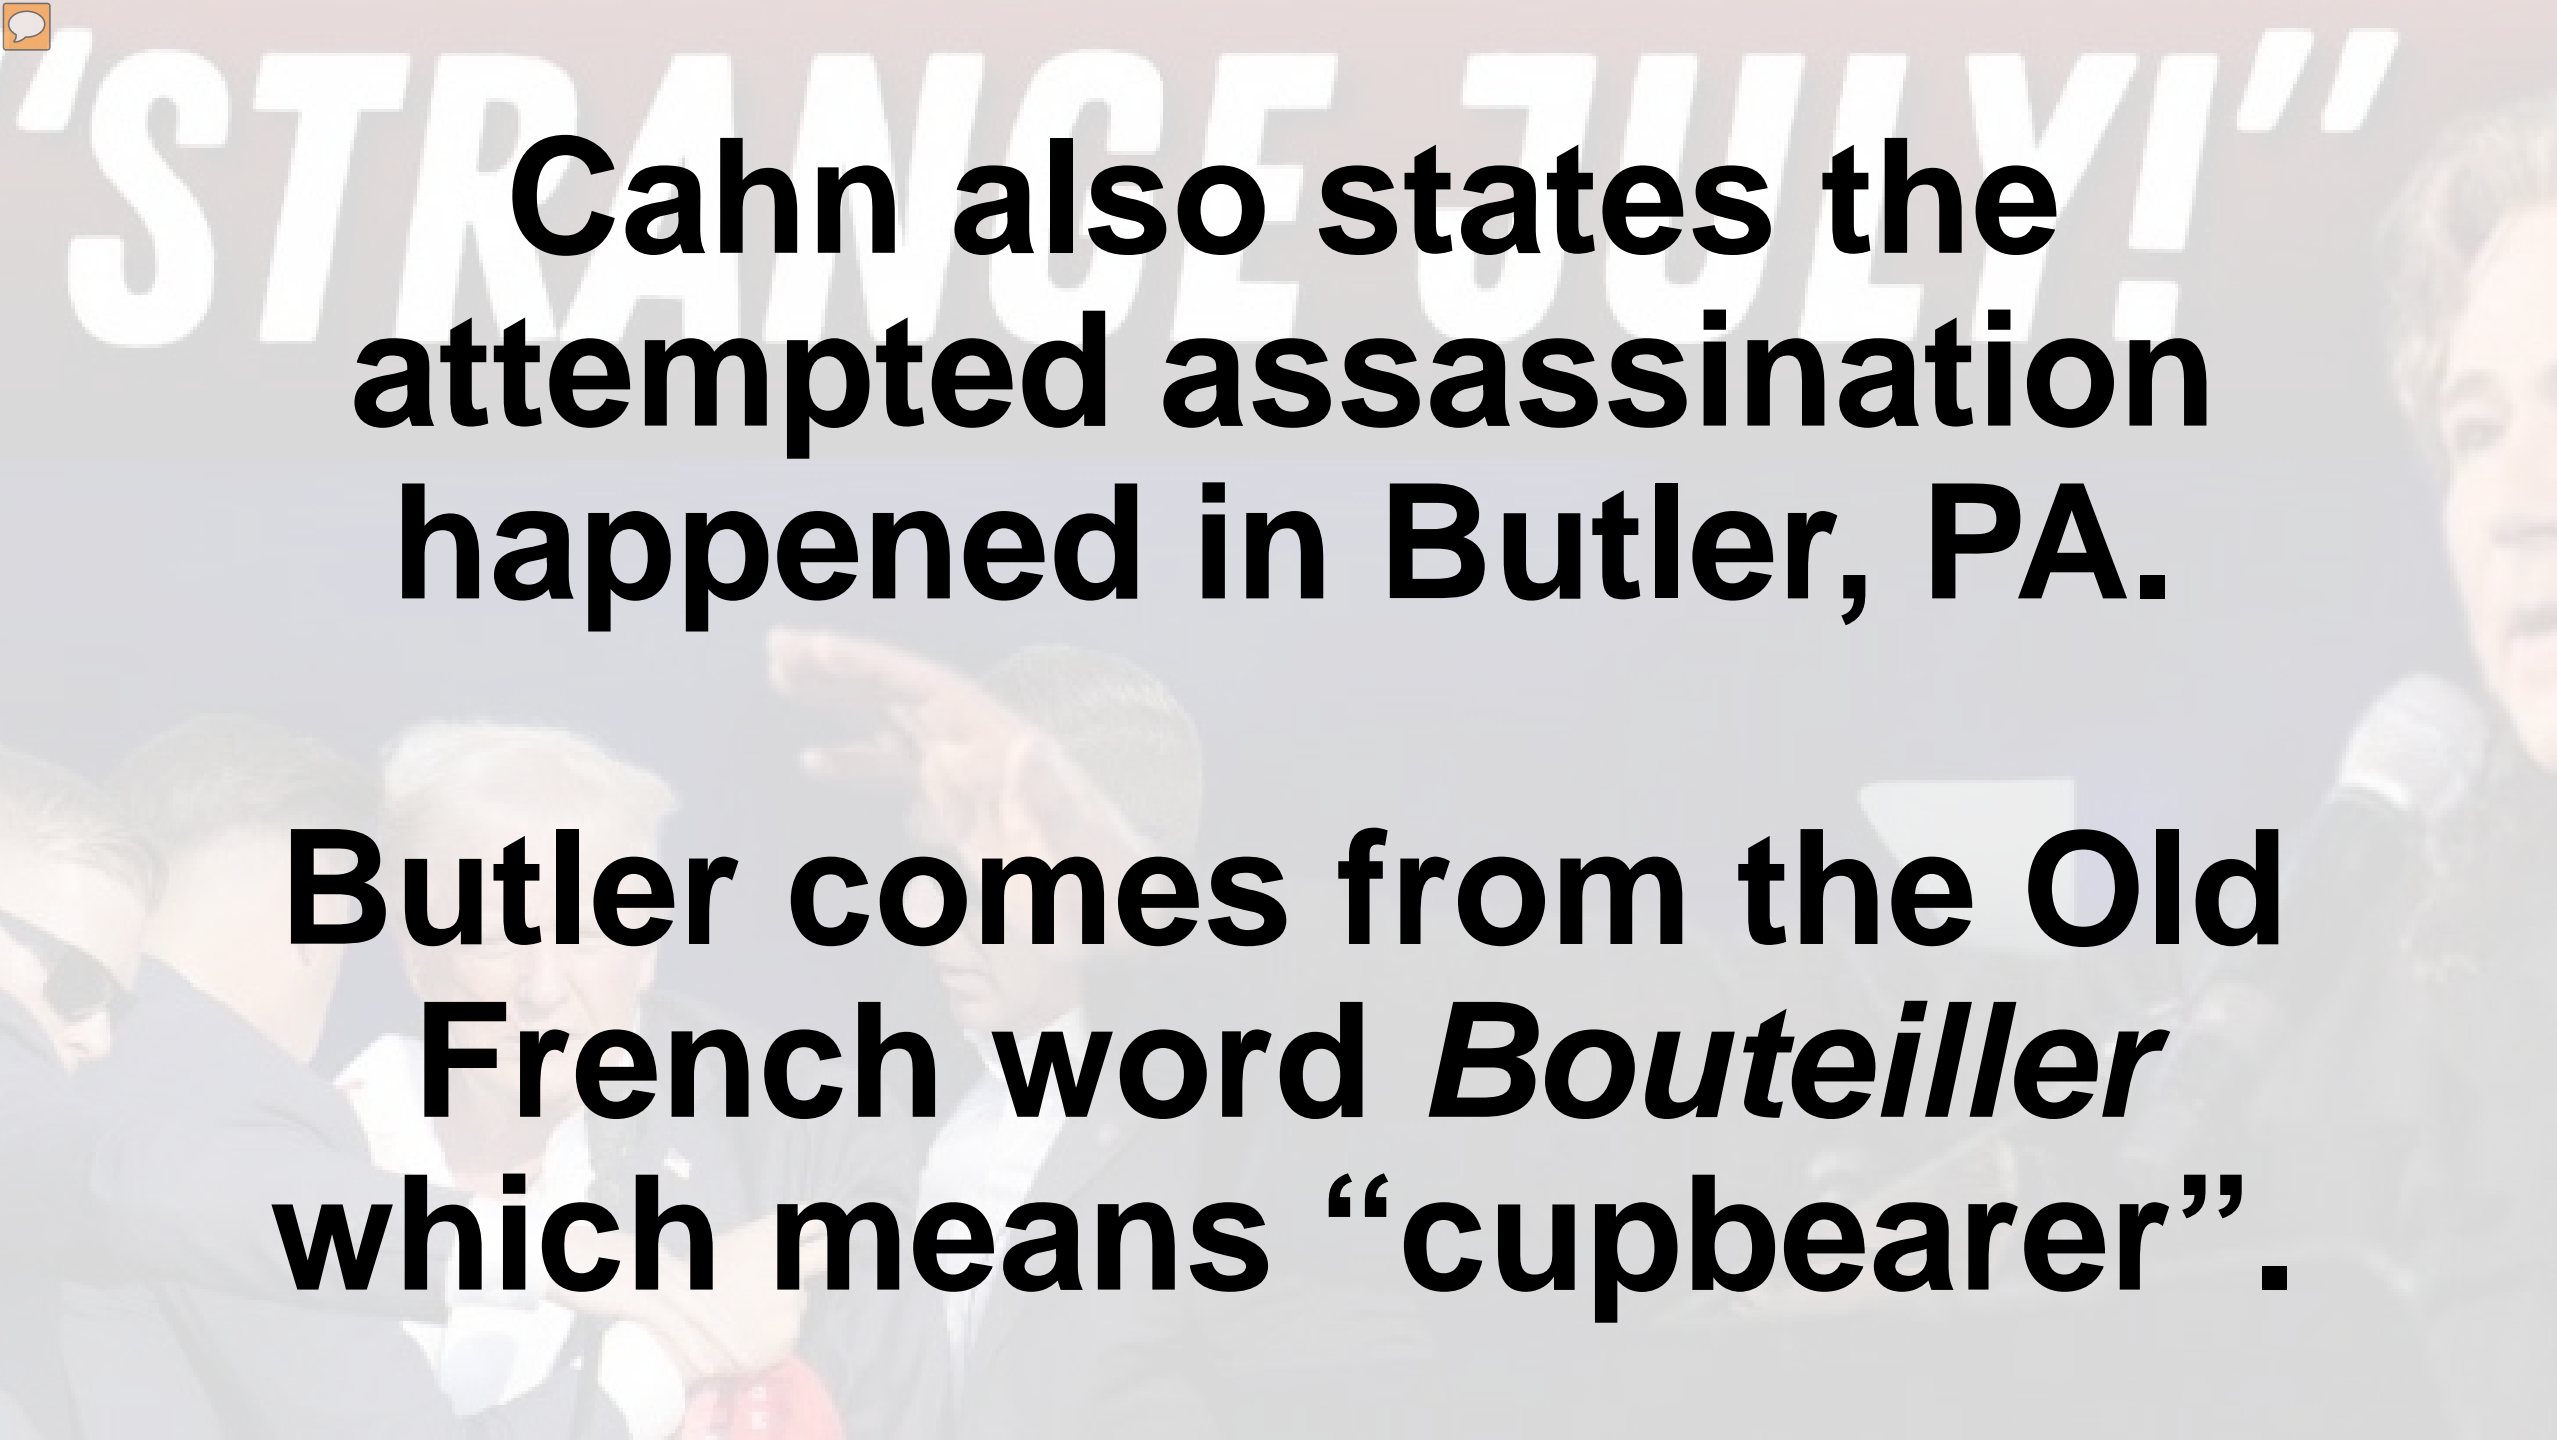 "STRANGE JULY!"
Cahn also states the
attempted assassination
happened in Butler, PA.
Butler comes from the Old
French word Bouteiller
which means “cupbearer”.